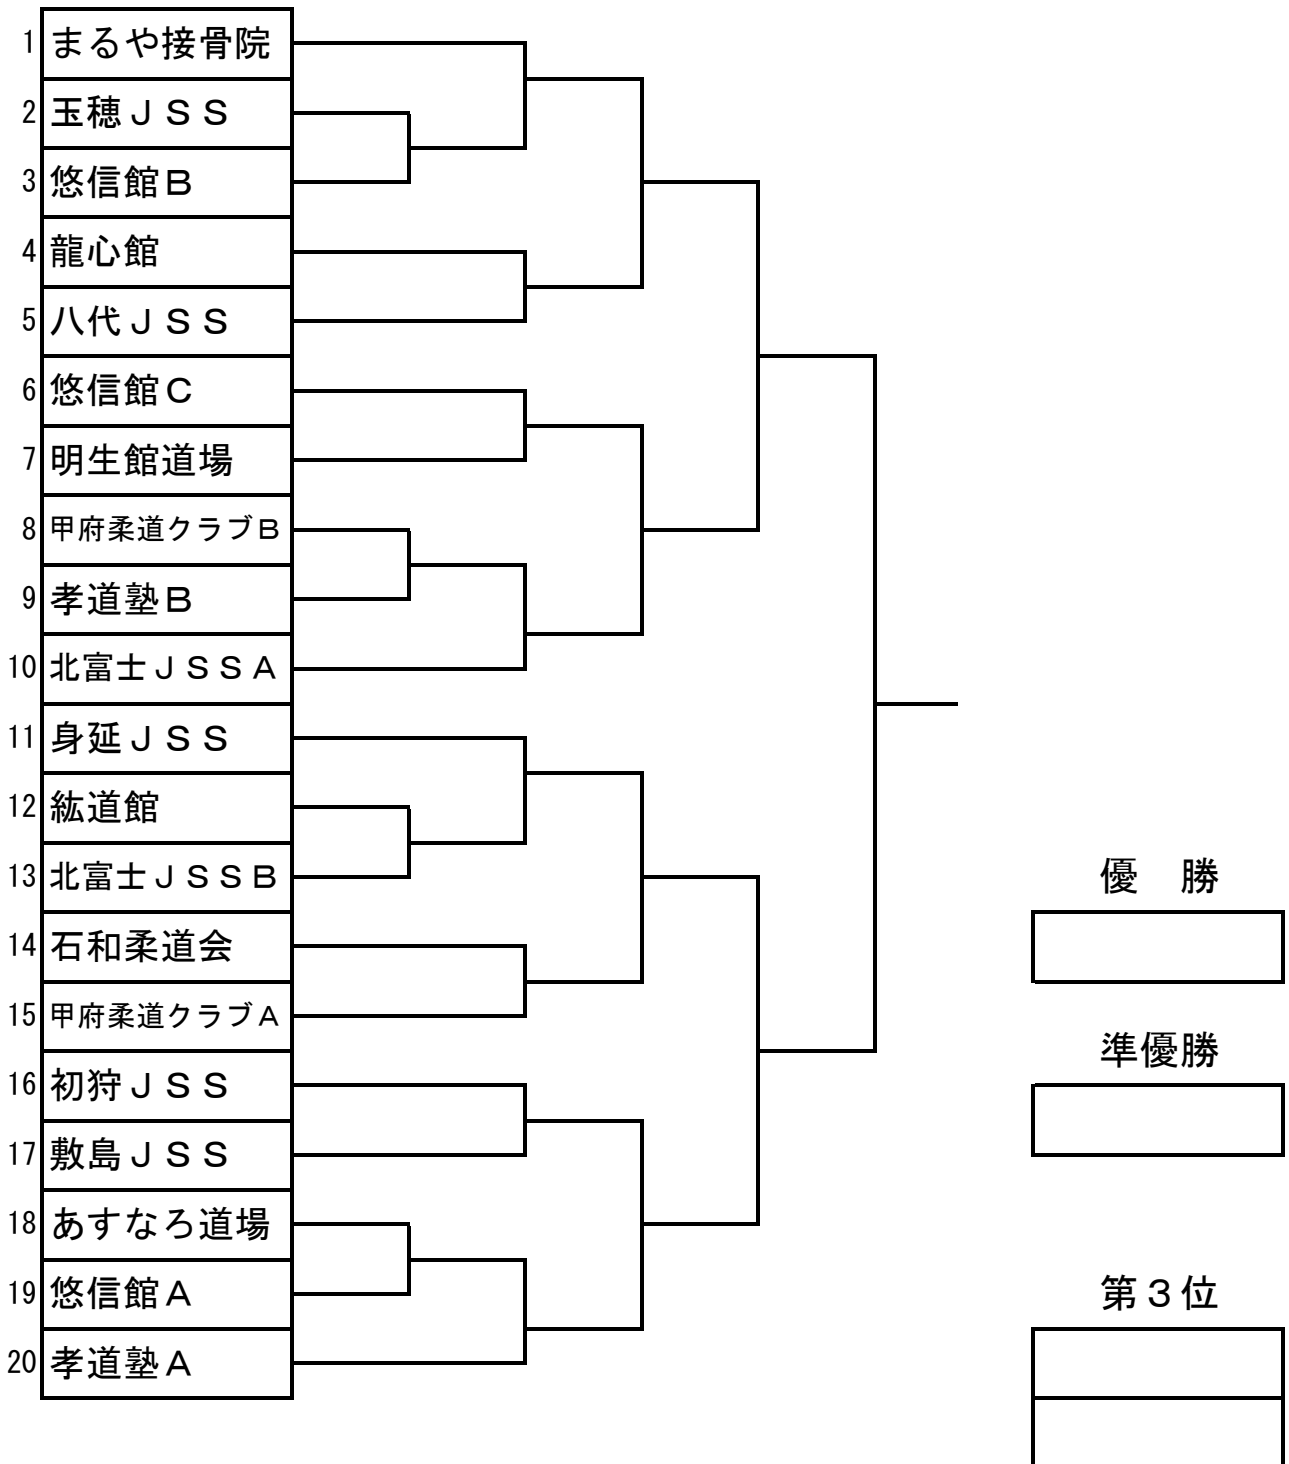 1 まるや接骨院
2 玉穂ＪＳＳ
3 悠信館Ｂ
4 龍心館
5 八代ＪＳＳ
6 悠信館Ｃ
7 明生館道場
8 甲府柔道クラブＢ
9 孝道塾Ｂ
10 北富士ＪＳＳＡ
11 身延ＪＳＳ
12 紘道館
13 北富士ＪＳＳＢ
14 石和柔道会
15 甲府柔道クラブＡ
16 初狩ＪＳＳ
17 敷島ＪＳＳ
18 あすなろ道場
19 悠信館Ａ
20 孝道塾Ａ
優　勝
準優勝
第３位